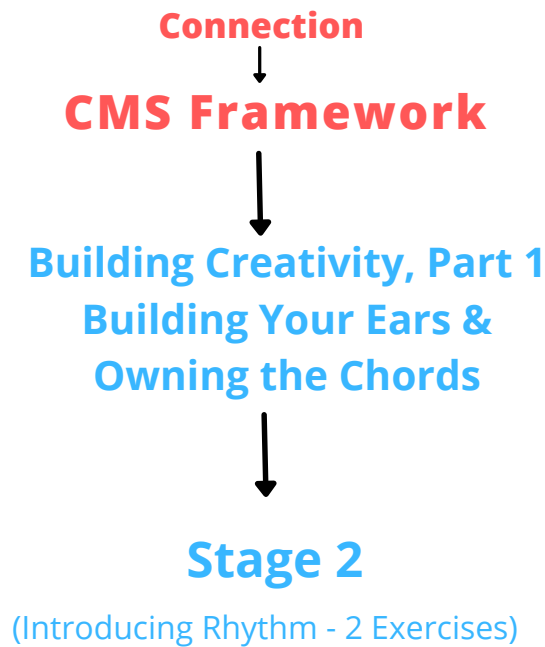 Connection
CMS Framework
Building Creativity, Part 1
Building Your Ears &
Owning the Chords
Stage 2
(Introducing Rhythm - 2 Exercises)